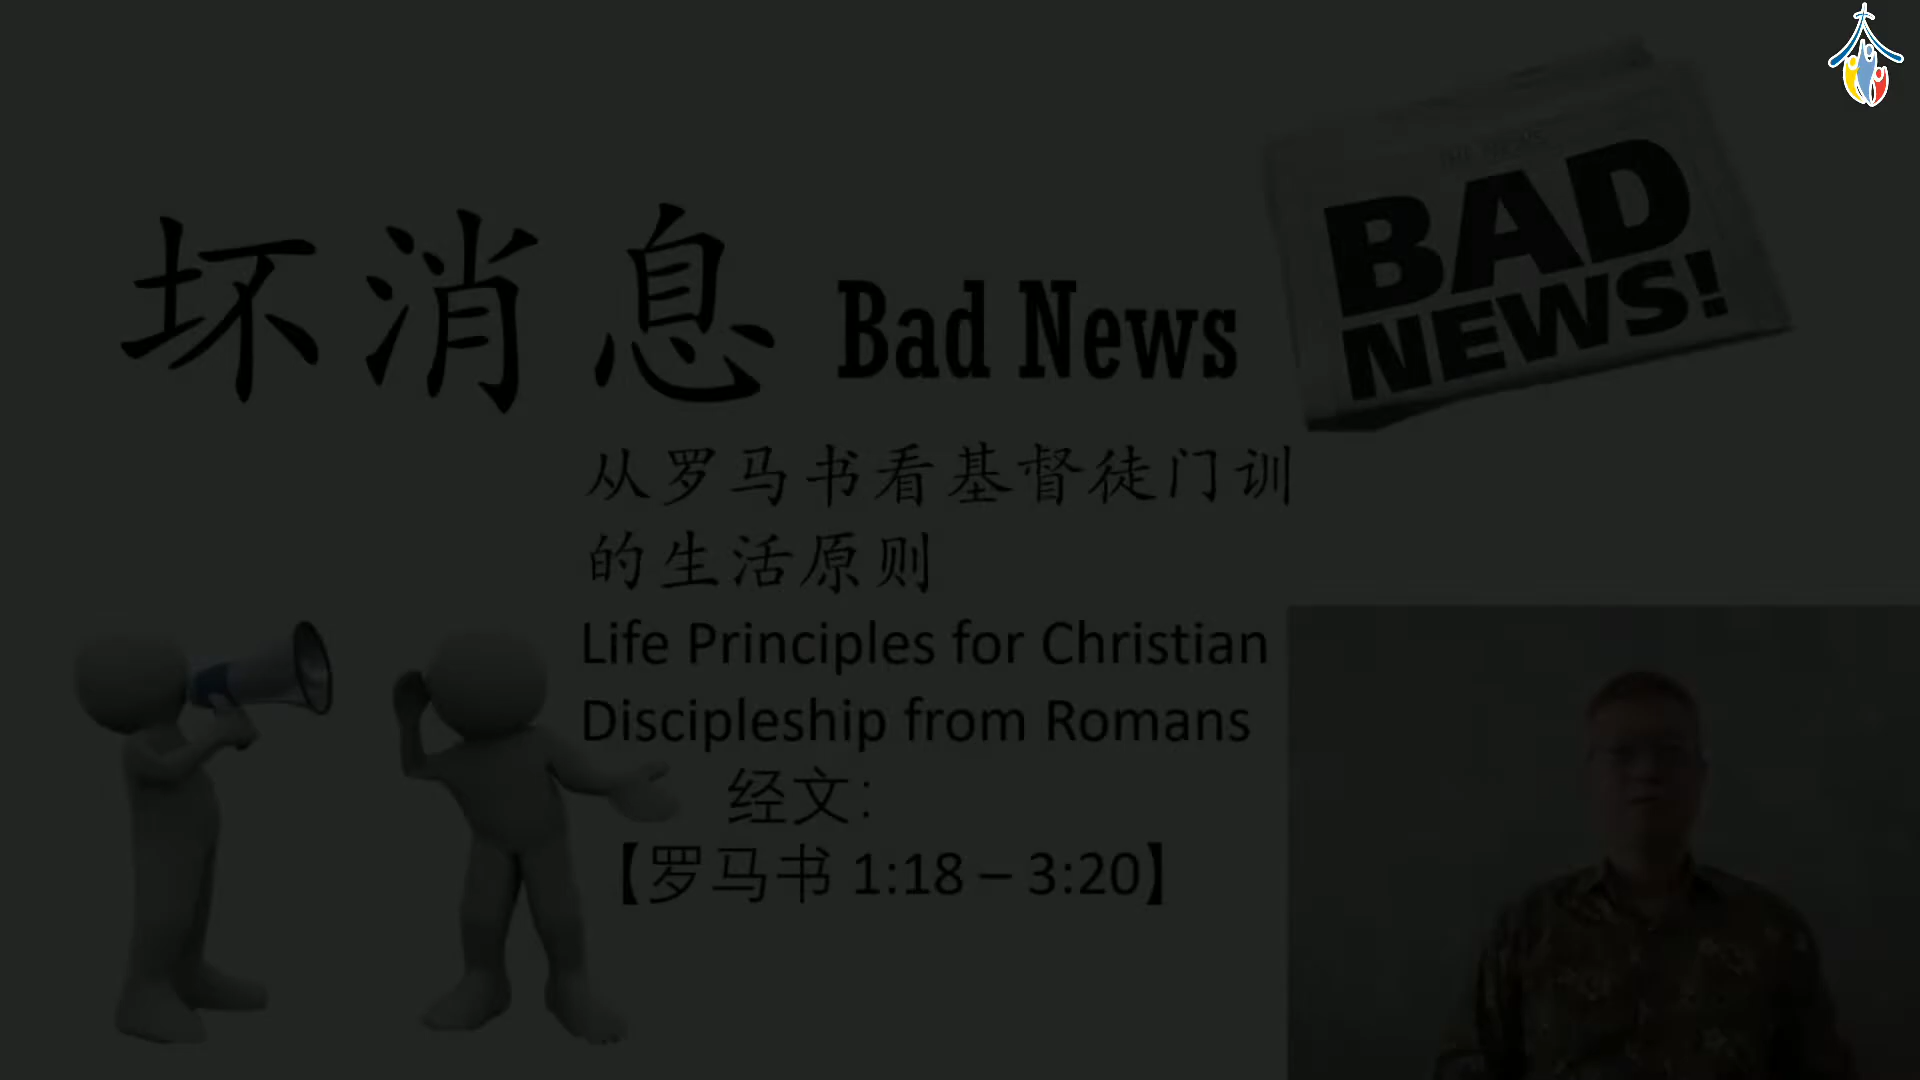 坏消息 Bad News
THE NEWS
BAD
NEWS!
从罗马书看基督徒门训
的生活原则
Life Principles for Christian
Discipleship from Romans
经文:
【罗马书 1:18 – 3:20】